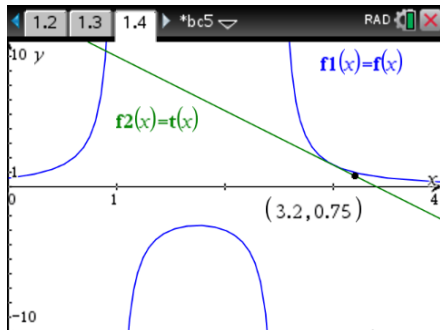 1.2 1.3 1.4 *bc5 RAD
10 y
f1(x)=f(x)
f2(x)=t(x)
1
x
0 1 4
(3.2,0.75)
-10